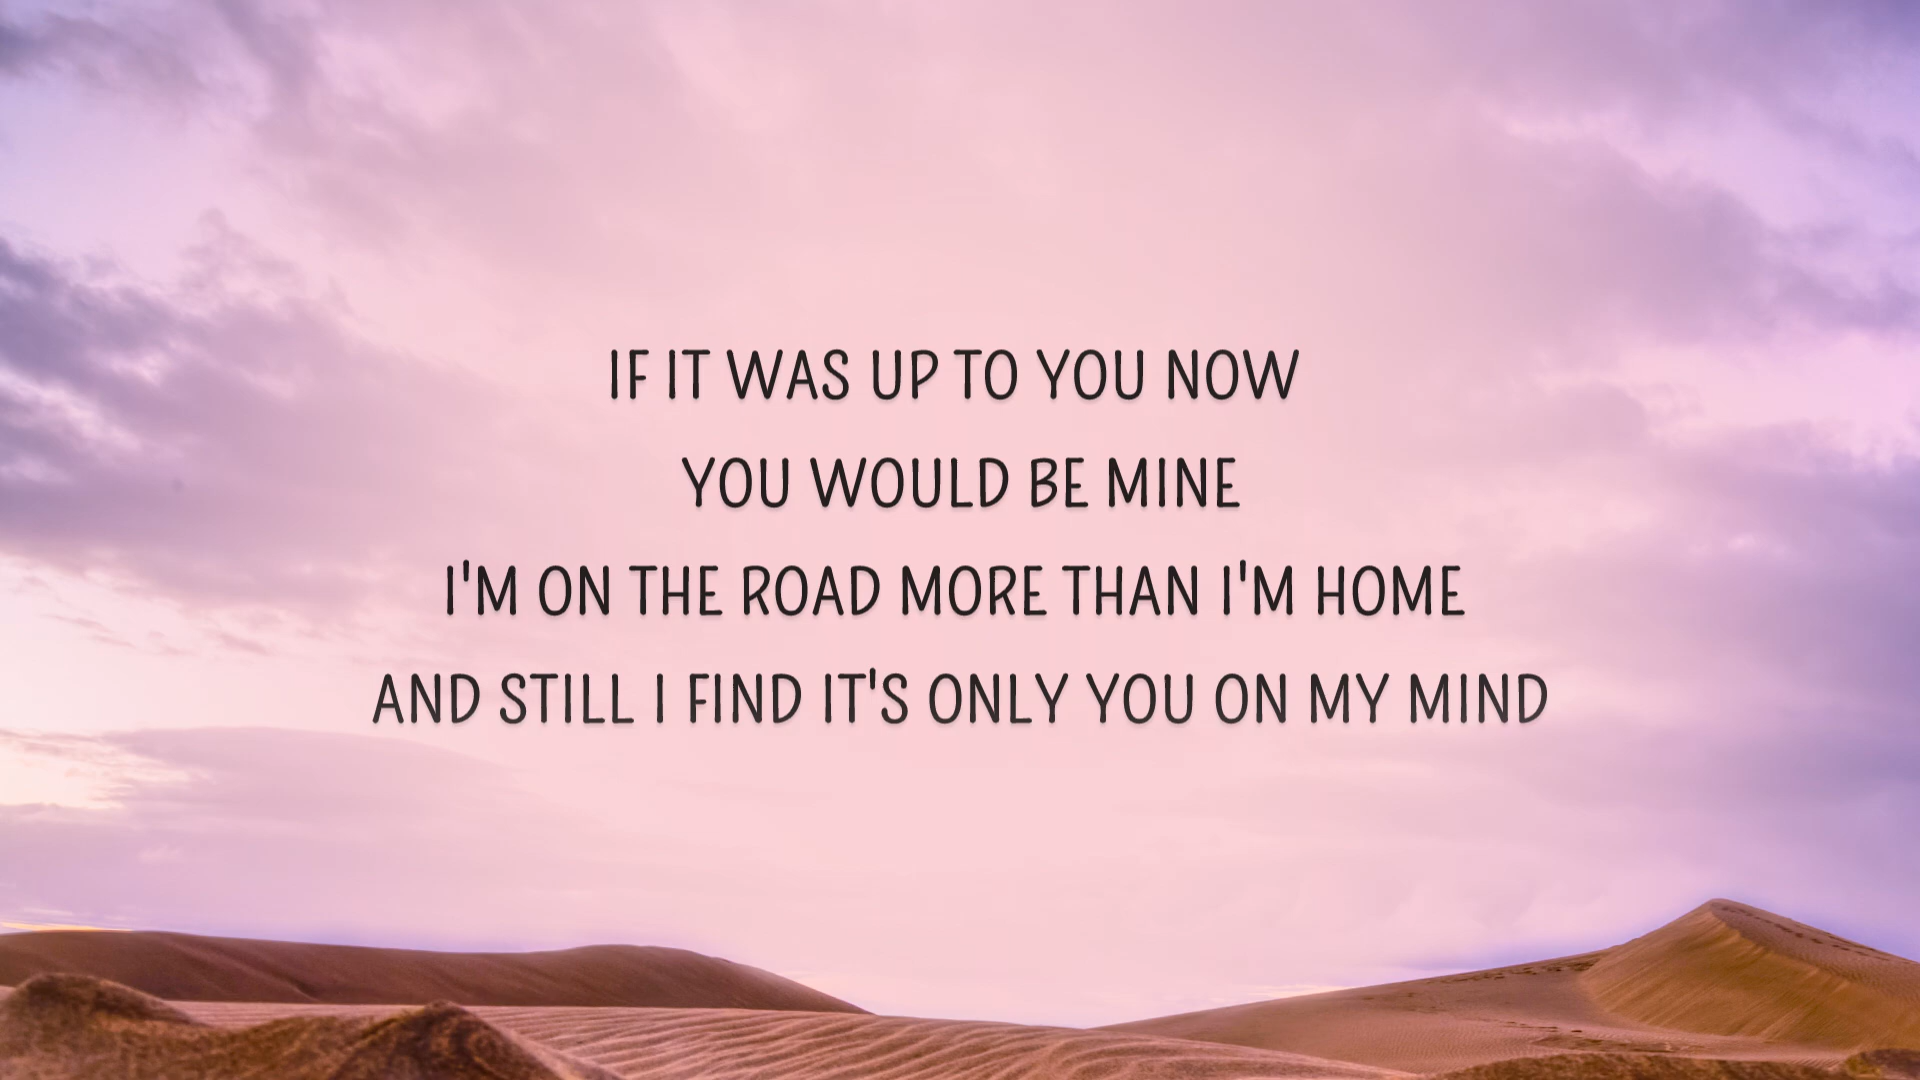 IF IT WAS UP TO YOU NOW
YOU WOULD BE MINE
I'M ON THE ROAD MORE THAN I'M HOME
AND STILL I FIND IT'S ONLY YOU ON MY MIND